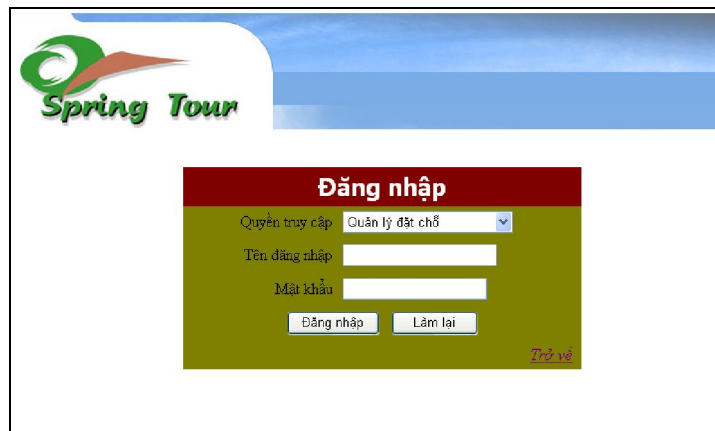 Spring Tour
Đăng nhập
Quyền truy cập Quản lý đặt chỗ
Tên đăng nhập
Mật khẩu
Đăng nhập Làm lại
Trở về